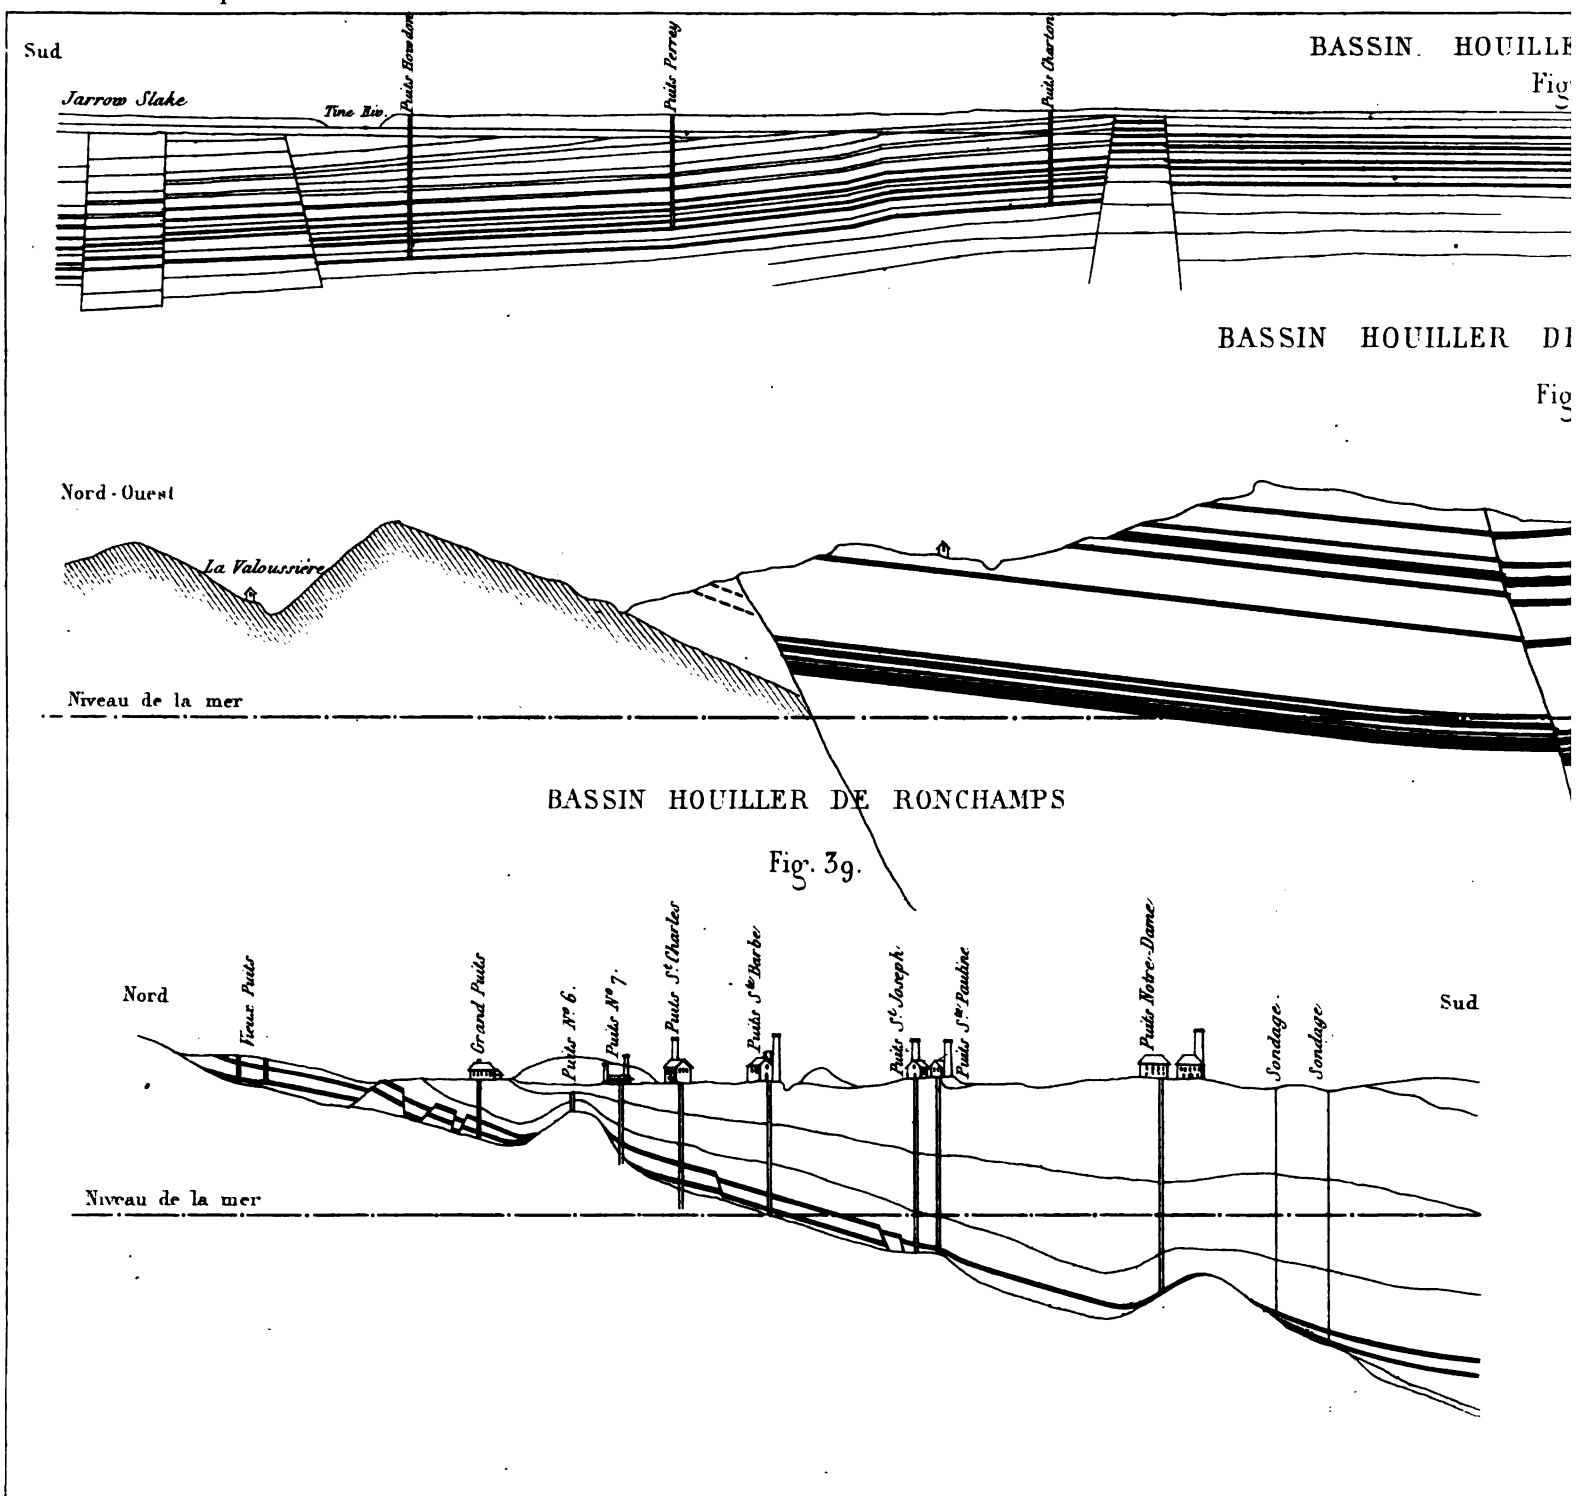 Sud
BASSIN. HOUILLE
Fig
Puits Howdon
Puits Perrey
Puits Charton
Jarrow Slake
Tine Riv.
BASSIN HOUILLER DE
Fig
Nord-Ouest
La Valoussière
Niveau de la mer
BASSIN HOUILLER DE RONCHAMPS
Fig. 39.
Nord
Vieux Puits
Grand Puits
Puits Nº 6.
Puits Nº 7.
Puits St. Charles
Puits Ste Barbe
Puits St. Joseph
Puits Ste Pauline
Puits Notre-Dame
Sondage.
Sondage
Sud
Niveau de la mer